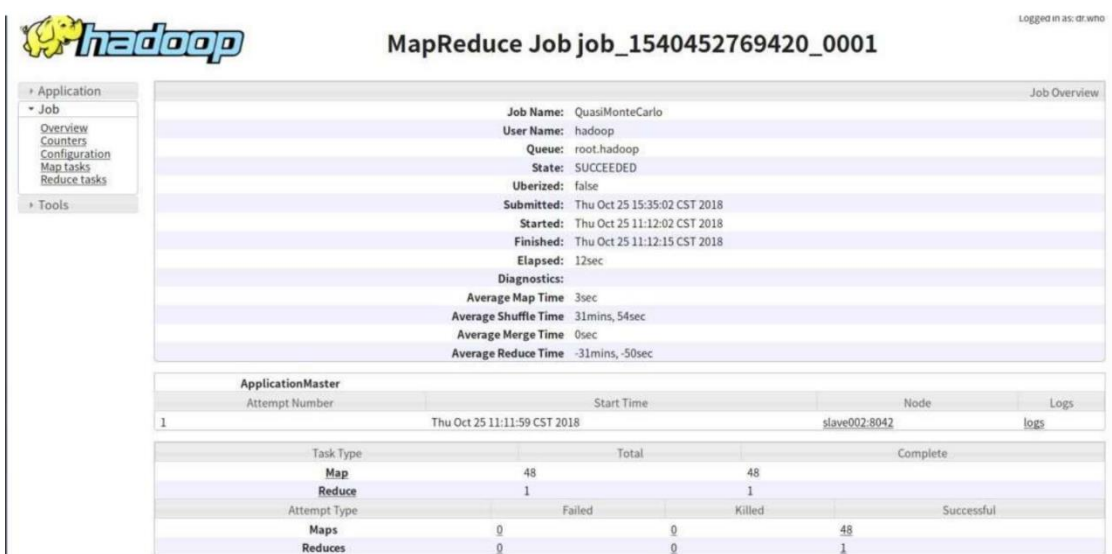 Logged in as: dr.who
hadoop
MapReduce Job job_1540452769420_0001
Application
Job
Overview
Counters
Configuration
Map tasks
Reduce tasks
Tools
Job Overview
Job Name: QuasiMonteCarlo
User Name: hadoop
Queue: root.hadoop
State: SUCCEEDED
Uberized: false
Submitted: Thu Oct 25 15:35:02 CST 2018
Started: Thu Oct 25 11:12:02 CST 2018
Finished: Thu Oct 25 11:12:15 CST 2018
Elapsed: 12sec
Diagnostics:
Average Map Time 3sec
Average Shuffle Time 31mins, 54sec
Average Merge Time 0sec
Average Reduce Time -31mins, -50sec
ApplicationMaster
Attempt Number Start Time Node Logs
1 Thu Oct 25 11:11:59 CST 2018 slave002:8042 logs
Task Type Total Complete
Map 48 48
Reduce 1 1
Attempt Type Failed Killed Successful
Maps 0 0 48
Reduces 0 0 1